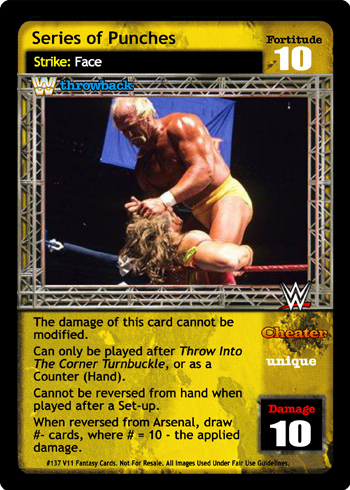 Series of Punches
Fortitude
10
Strike: Face
W throwback
W
The damage of this card cannot be
modified.
Can only be played after Throw Into
The Corner Turnbuckle, or as a
Counter (Hand).
Cannot be reversed from hand when
played after a Set-up.
When reversed from Arsenal, draw
#- cards, where # = 10 - the applied
damage.
Cheater
unique
Damage
10
#137 V11 Fantasy Cards. Not For Resale. All Images Used Under Fair Use Guidelines.